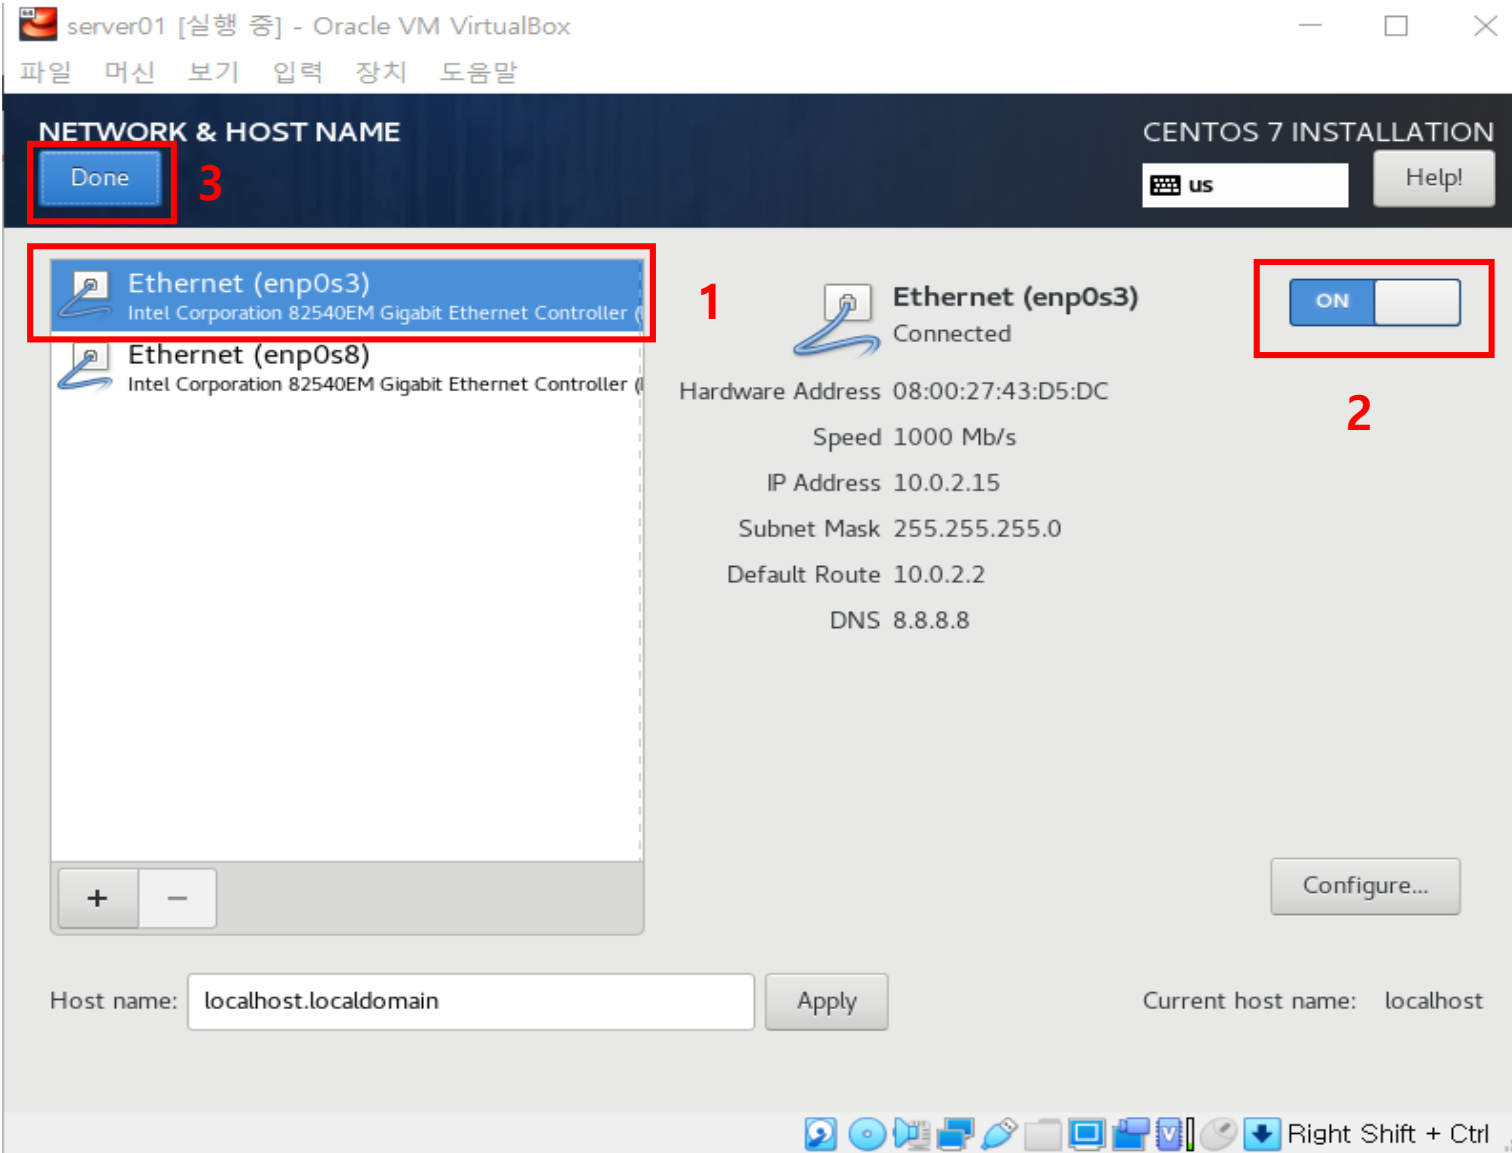 server01 [실행 중] - Oracle VM VirtualBox
파일 머신 보기 입력 장치 도움말
NETWORK & HOST NAME
CENTOS 7 INSTALLATION
Done
3
us
Help!
Ethernet (enp0s3)
Intel Corporation 82540EM Gigabit Ethernet Controller (
Ethernet (enp0s8)
Intel Corporation 82540EM Gigabit Ethernet Controller (
1
Ethernet (enp0s3)
Connected
ON
2
Hardware Address 08:00:27:43:D5:DC
Speed 1000 Mb/s
IP Address 10.0.2.15
Subnet Mask 255.255.255.0
Default Route 10.0.2.2
DNS 8.8.8.8
+ −
Configure...
Host name: localhost.localdomain Apply
Current host name: localhost
Right Shift + Ctrl